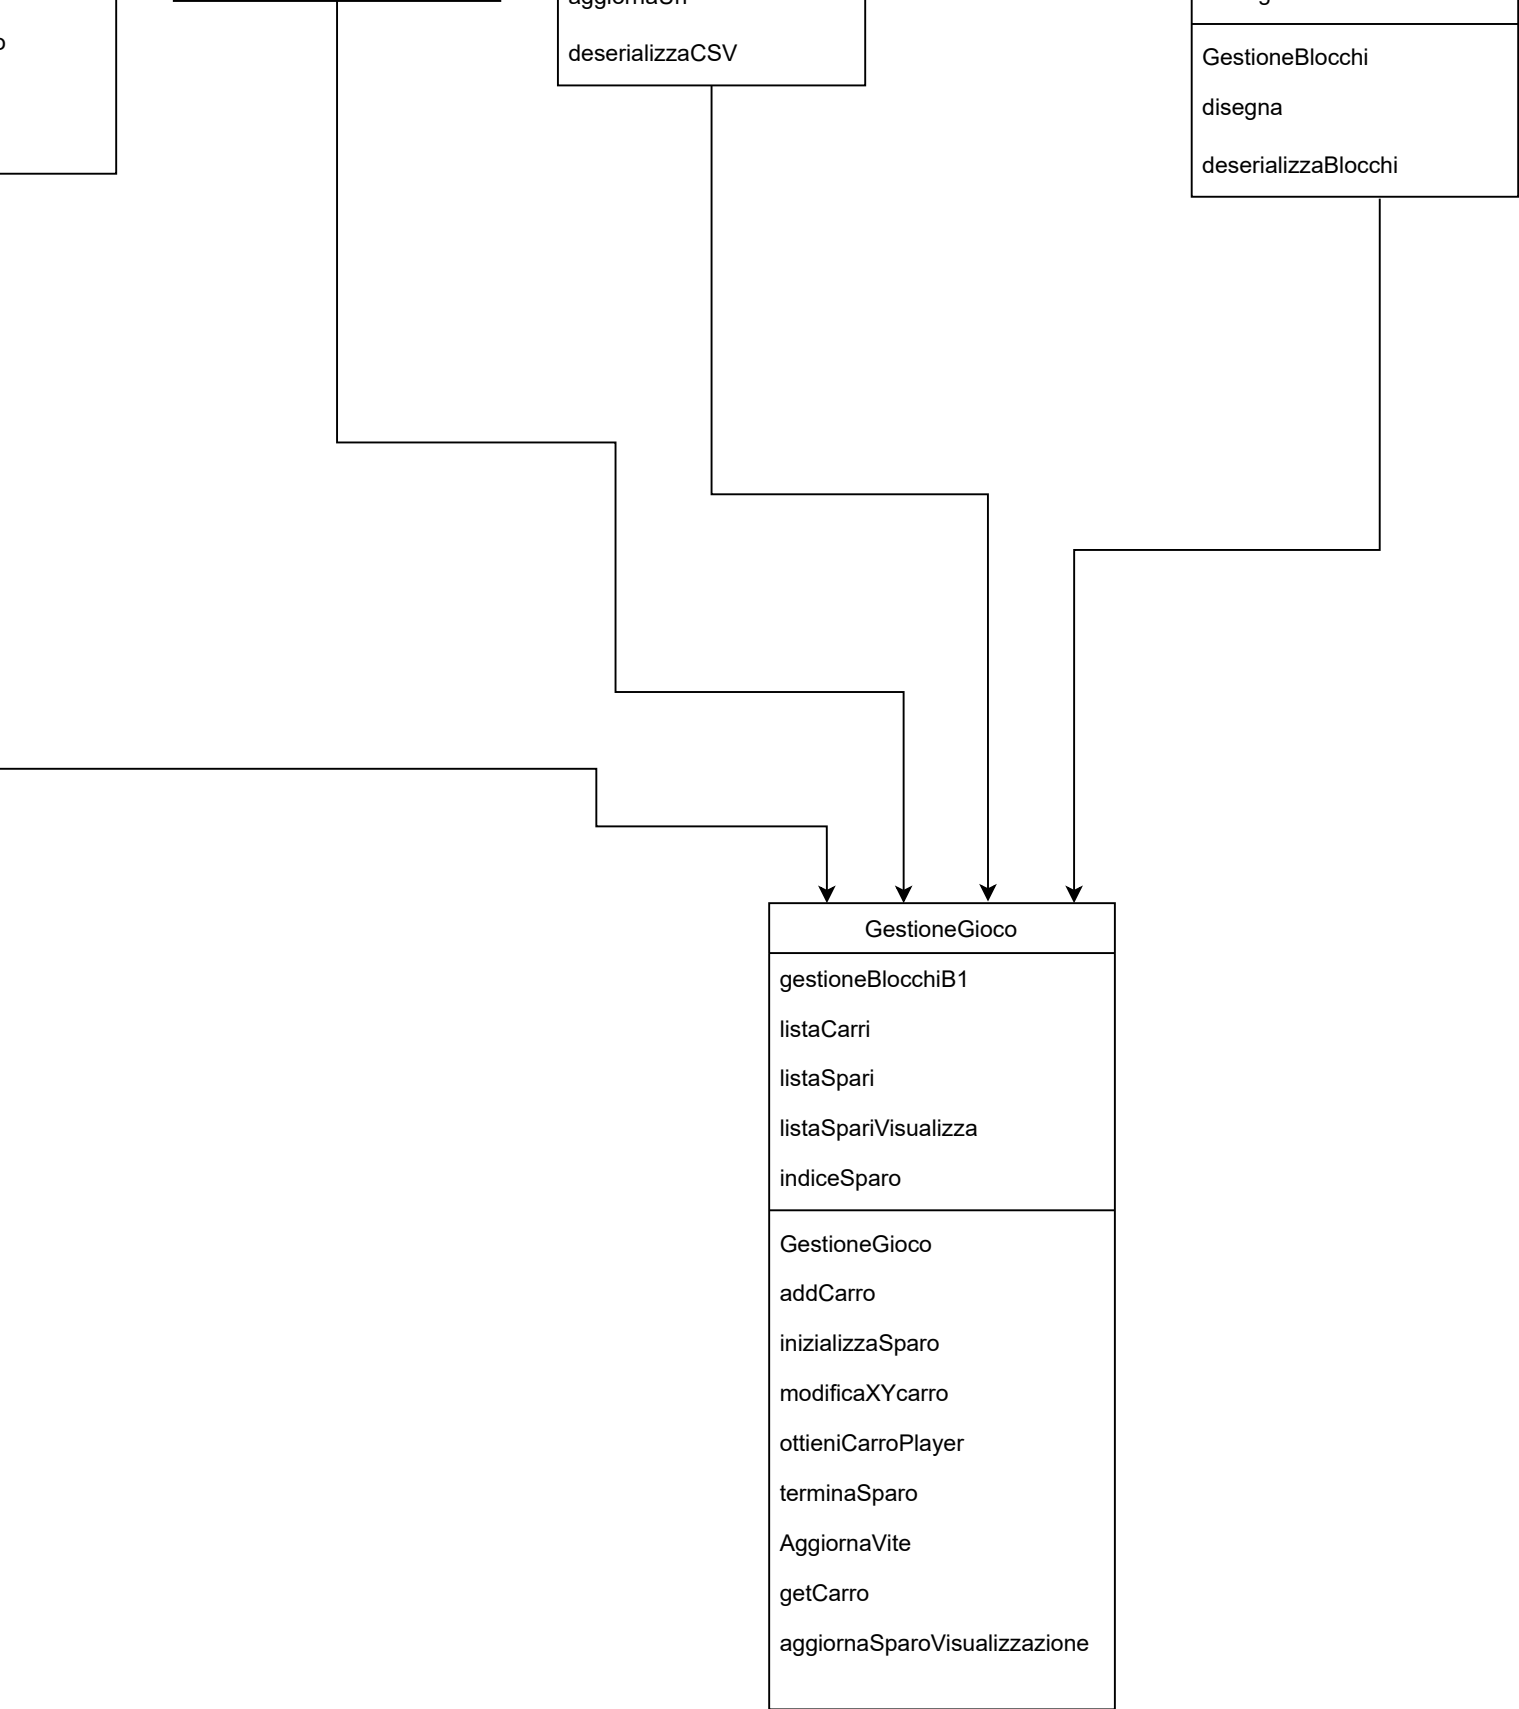 deserializzaCSV
GestioneBlocchi
disegna
deserializzaBlocchi
GestioneGioco
gestioneBlocchiB1
listaCarri
listaSpari
listaSpariVisualizza
indiceSparo
GestioneGioco
addCarro
inizializzaSparo
modificaXYcarro
ottieniCarroPlayer
terminaSparo
AggiornaVite
getCarro
aggiornaSparoVisualizzazione